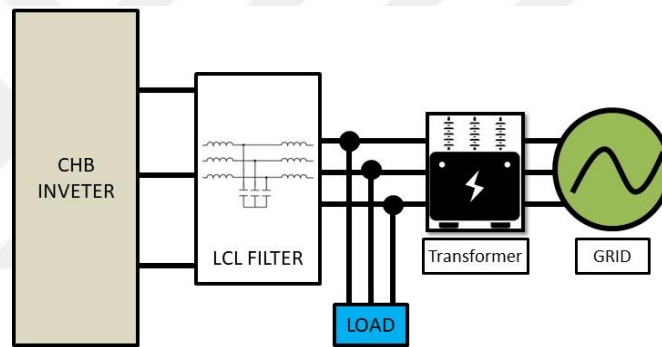 CHB
INVETER
LCL FILTER
LOAD
Transformer
GRID